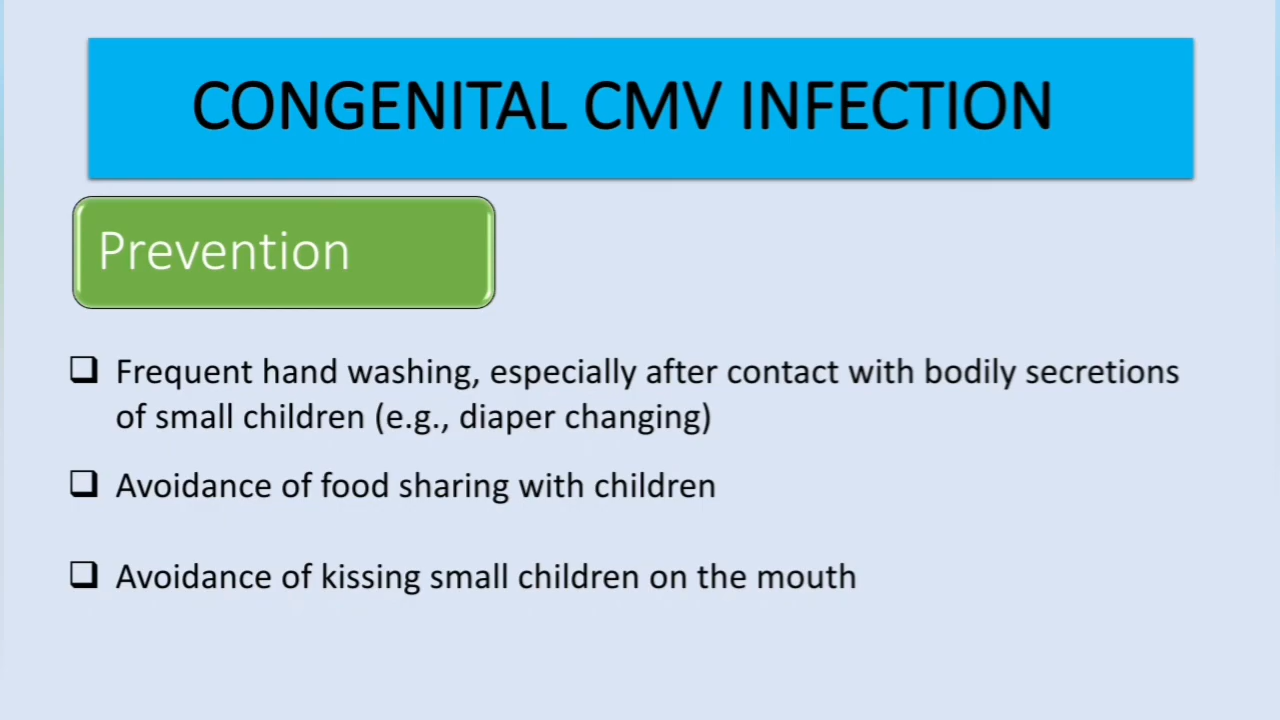 CONGENITAL CMV INFECTION
Prevention
❑ Frequent hand washing, especially after contact with bodily secretions
of small children (e.g., diaper changing)
❑ Avoidance of food sharing with children
❑ Avoidance of kissing small children on the mouth